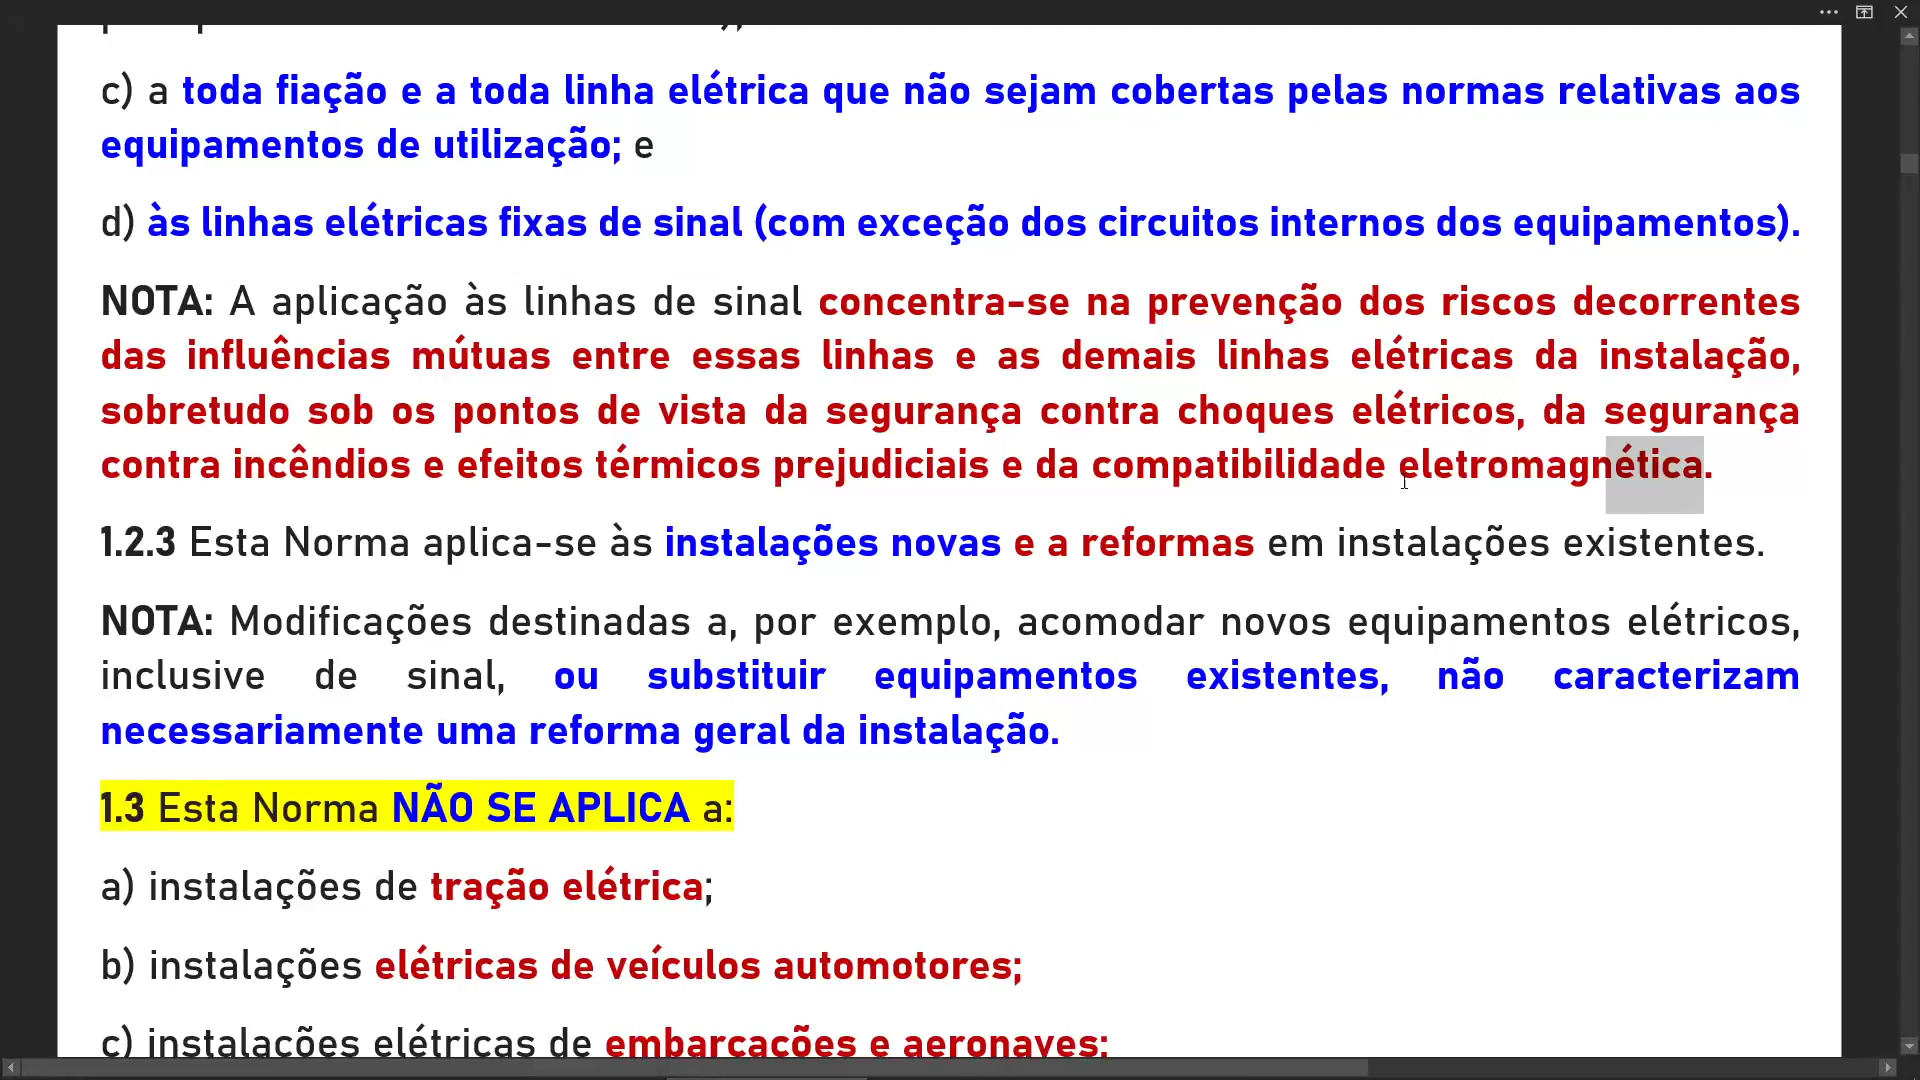 c) a toda fiação e a toda linha elétrica que não sejam cobertas pelas normas relativas aos
equipamentos de utilização; e
d) às linhas elétricas fixas de sinal (com exceção dos circuitos internos dos equipamentos).
NOTA: A aplicação às linhas de sinal concentra-se na prevenção dos riscos decorrentes
das influências mútuas entre essas linhas e as demais linhas elétricas da instalação,
sobretudo sob os pontos de vista da segurança contra choques elétricos, da segurança
contra incêndios e efeitos térmicos prejudiciais e da compatibilidade eletromagnética.
1.2.3 Esta Norma aplica-se às instalações novas e a reformas em instalações existentes.
NOTA: Modificações destinadas a, por exemplo, acomodar novos equipamentos elétricos,
inclusive de sinal, ou substituir equipamentos existentes, não caracterizam
necessariamente uma reforma geral da instalação.
1.3 Esta Norma NÃO SE APLICA a:
a) instalações de tração elétrica;
b) instalações elétricas de veículos automotores;
c) instalações elétricas de embarcações e aeronaves;